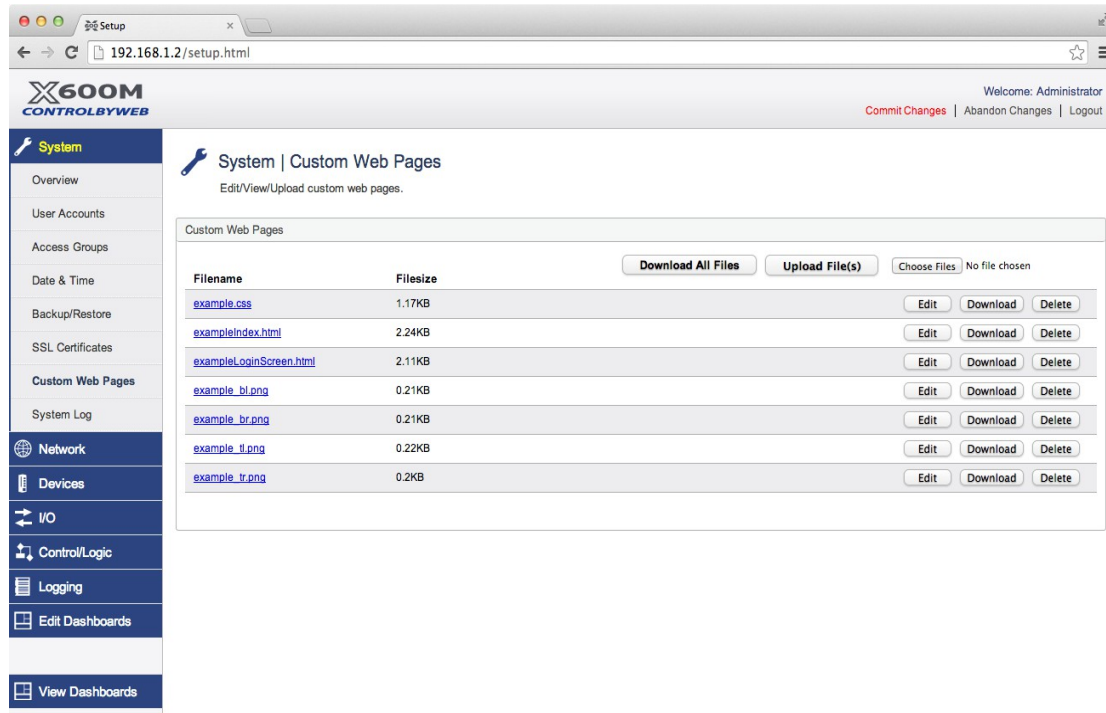 Setup
192.168.1.2/setup.html
X600M
CONTROLBYWEB
Welcome: Administrator
Commit Changes | Abandon Changes | Logout
System
Overview
User Accounts
Access Groups
Date & Time
Backup/Restore
SSL Certificates
Custom Web Pages
System Log
Network
Devices
I/O
Control/Logic
Logging
Edit Dashboards
View Dashboards
System | Custom Web Pages
Edit/View/Upload custom web pages.
Custom Web Pages
Download All Files Upload File(s) Choose Files No file chosen
Filename Filesize
example.css 1.17KB Edit Download Delete
exampleIndex.html 2.24KB Edit Download Delete
exampleLoginScreen.html 2.11KB Edit Download Delete
example_bl.png 0.21KB Edit Download Delete
example_br.png 0.21KB Edit Download Delete
example_tl.png 0.22KB Edit Download Delete
example_tr.png 0.2KB Edit Download Delete